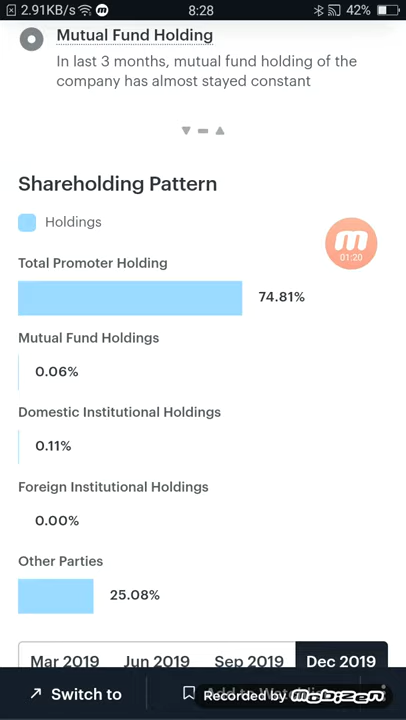 2.91KB/s 8:28 42%
Mutual Fund Holding
In last 3 months, mutual fund holding of the
company has almost stayed constant
Shareholding Pattern
Holdings
m
01:20
Total Promoter Holding
74.81%
Mutual Fund Holdings
0.06%
Domestic Institutional Holdings
0.11%
Foreign Institutional Holdings
0.00%
Other Parties
25.08%
Mar 2019 Jun 2019 Sep 2019 Dec 2019
Switch to
Recorded by mobizen